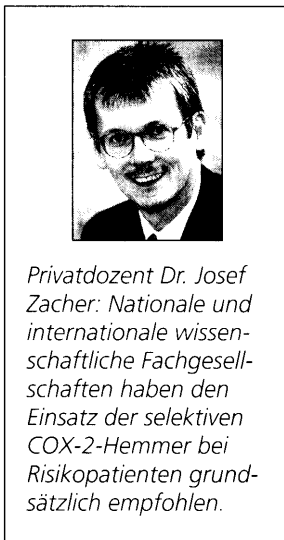 Privatdozent Dr. Josef
Zacher: Nationale und
internationale wissen-
schaftliche Fachgesell-
schaften haben den
Einsatz der selektiven
COX-2-Hemmer bei
Risikopatienten grund-
sätzlich empfohlen.